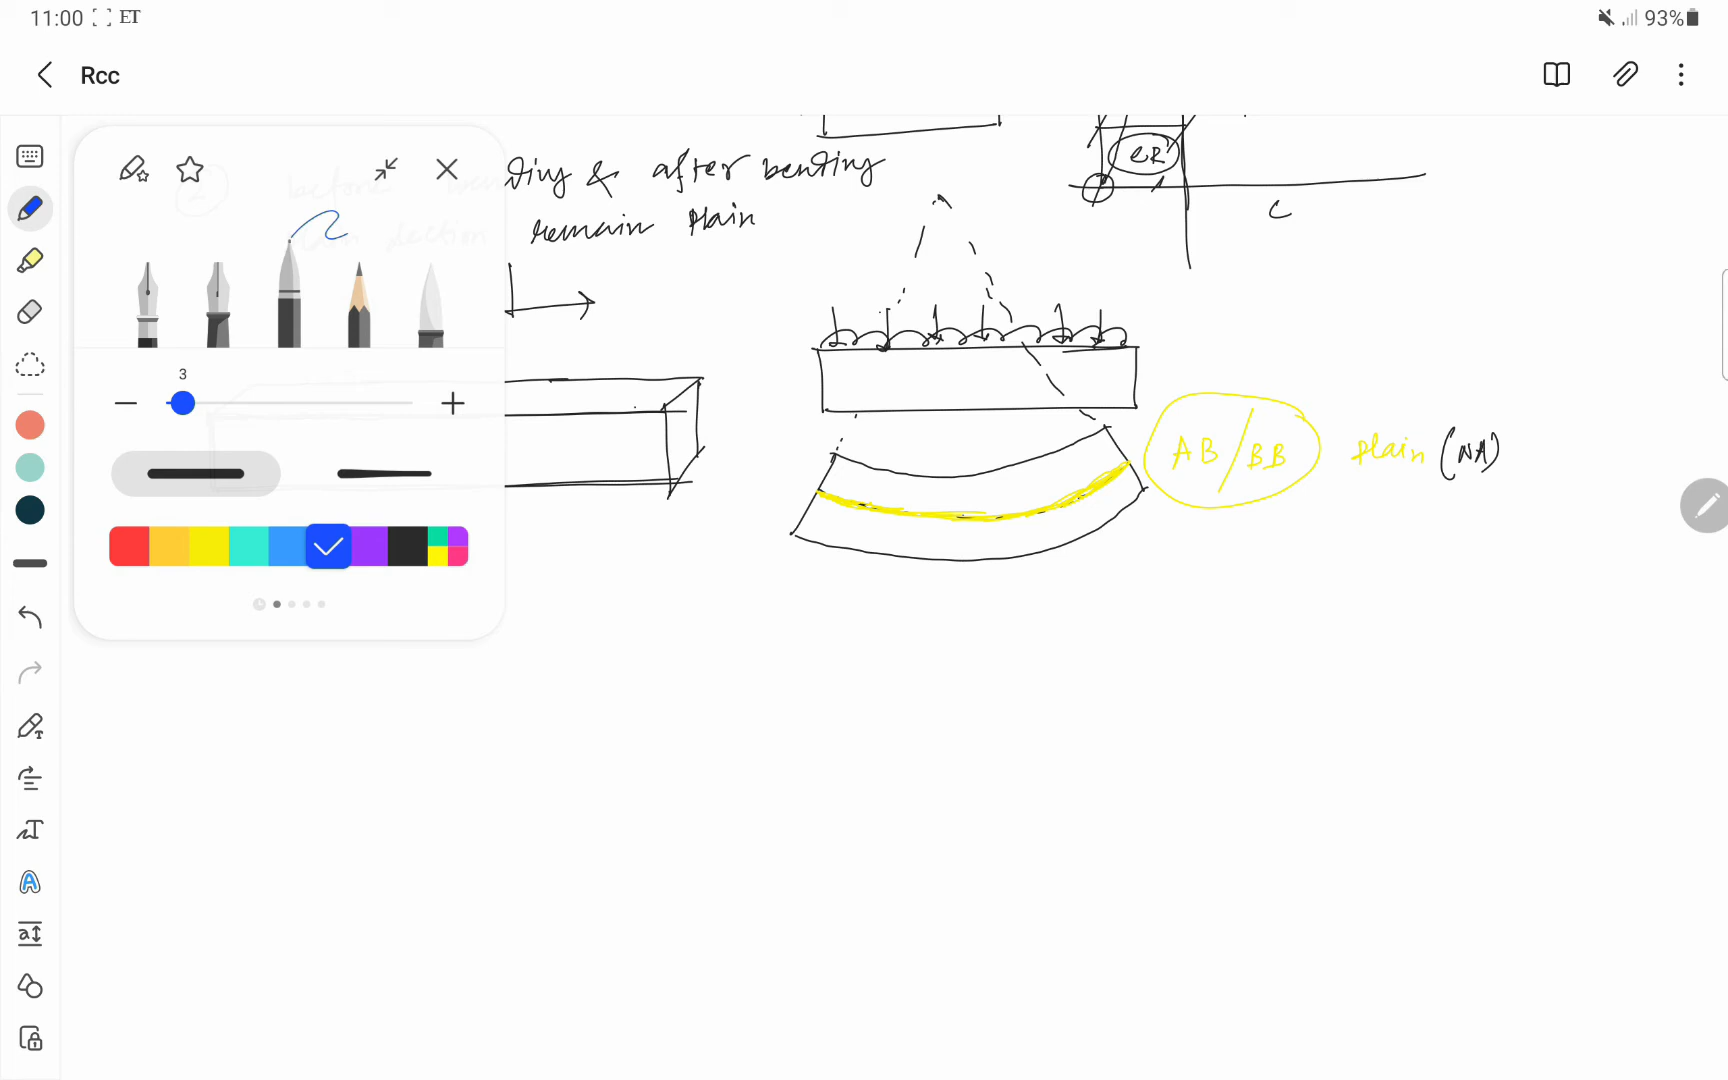 11:00 ET 93%
Rcc
ding & after bending
remain plain
ER
C
3
AB/BB plain (NA)